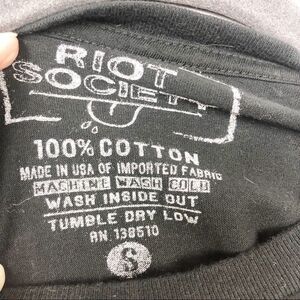 RIOT
SOCIETY
100% COTTON
MADE IN USA OF IMPORTED FABRIC
MACHINE WASH COLD
WASH INSIDE OUT
TUMBLE DRY LOW
RN 138510
S